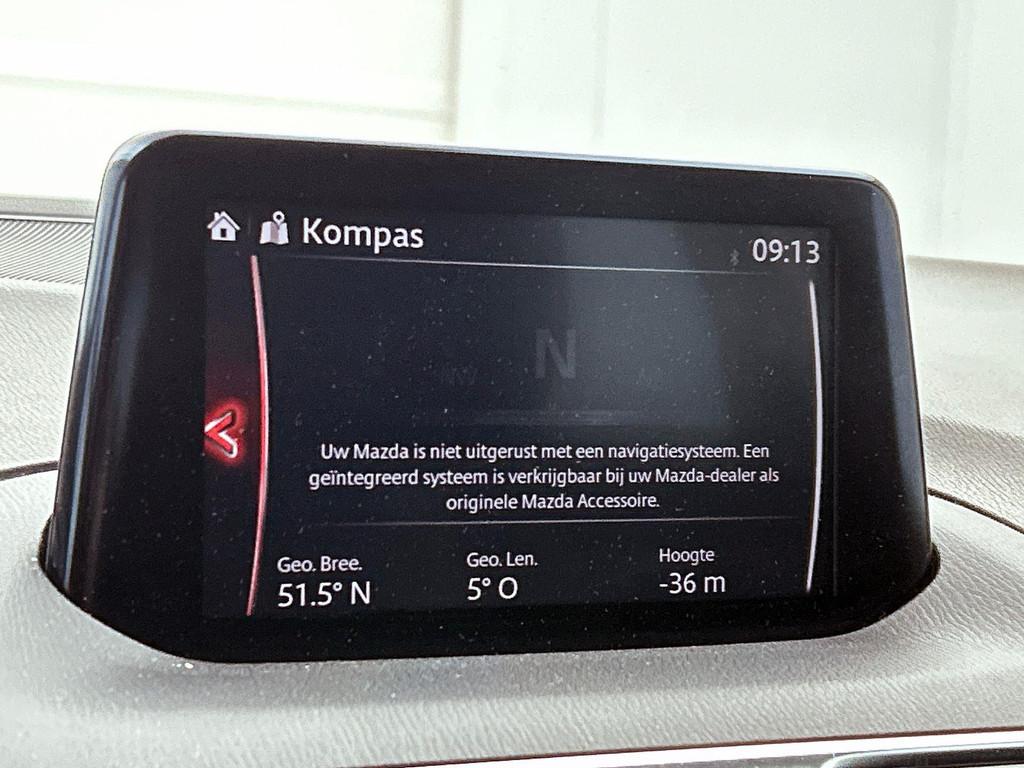 Kompas
09:13
N
NW
Uw Mazda is niet uitgerust met een navigatiesysteem. Een
geïntegreerd systeem is verkrijgbaar bij uw Mazda-dealer als
originele Mazda Accessoire.
Geo. Bree.
51.5° N
Geo. Len.
5° O
Hoogte
-36 m